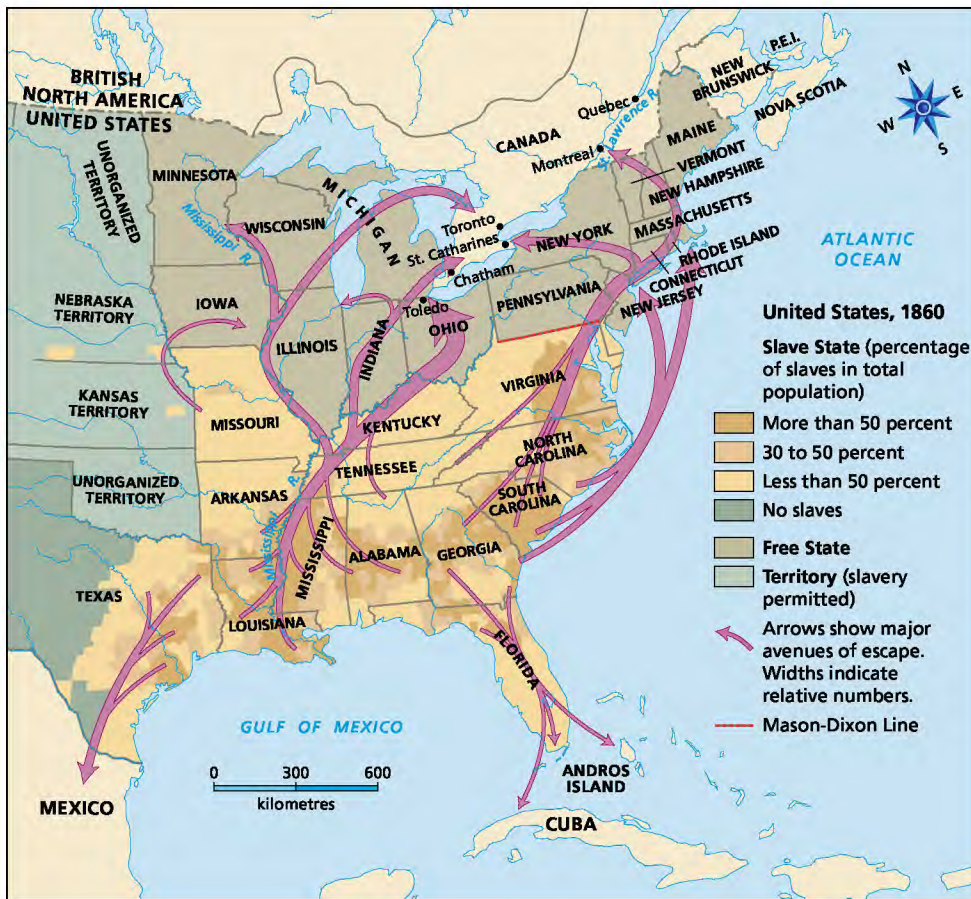 BRITISH
NORTH AMERICA
UNITED STATES
UNORGANIZED
TERRITORY
MINNESOTA
Mississippi R.
WISCONSIN
MICHIGAN
CANADA
Quebec
Montreal
St. Lawrence R.
P.E.I.
NEW
BRUNSWICK
NOVA SCOTIA
MAINE
VERMONT
NEW HAMPSHIRE
MASSACHUSETTS
RHODE ISLAND
CONNECTICUT
NEW JERSEY
NEW YORK
Toronto
St. Catharines
Chatham
Toledo
PENNSYLVANIA
N
E
W
S
ATLANTIC
OCEAN
NEBRASKA
TERRITORY
IOWA
ILLINOIS
INDIANA
OHIO
KANSAS
TERRITORY
MISSOURI
KENTUCKY
VIRGINIA
UNORGANIZED
TERRITORY
ARKANSAS
TENNESSEE
NORTH
CAROLINA
SOUTH
CAROLINA
Mississippi R.
MISSISSIPPI
ALABAMA
GEORGIA
TEXAS
LOUISIANA
FLORIDA
GULF OF MEXICO
0 300 600
kilometres
MEXICO
ANDROS
ISLAND
CUBA
United States, 1860
Slave State (percentage
of slaves in total
population)
More than 50 percent
30 to 50 percent
Less than 50 percent
No slaves
Free State
Territory (slavery
permitted)
Arrows show major
avenues of escape.
Widths indicate
relative numbers.
Mason-Dixon Line